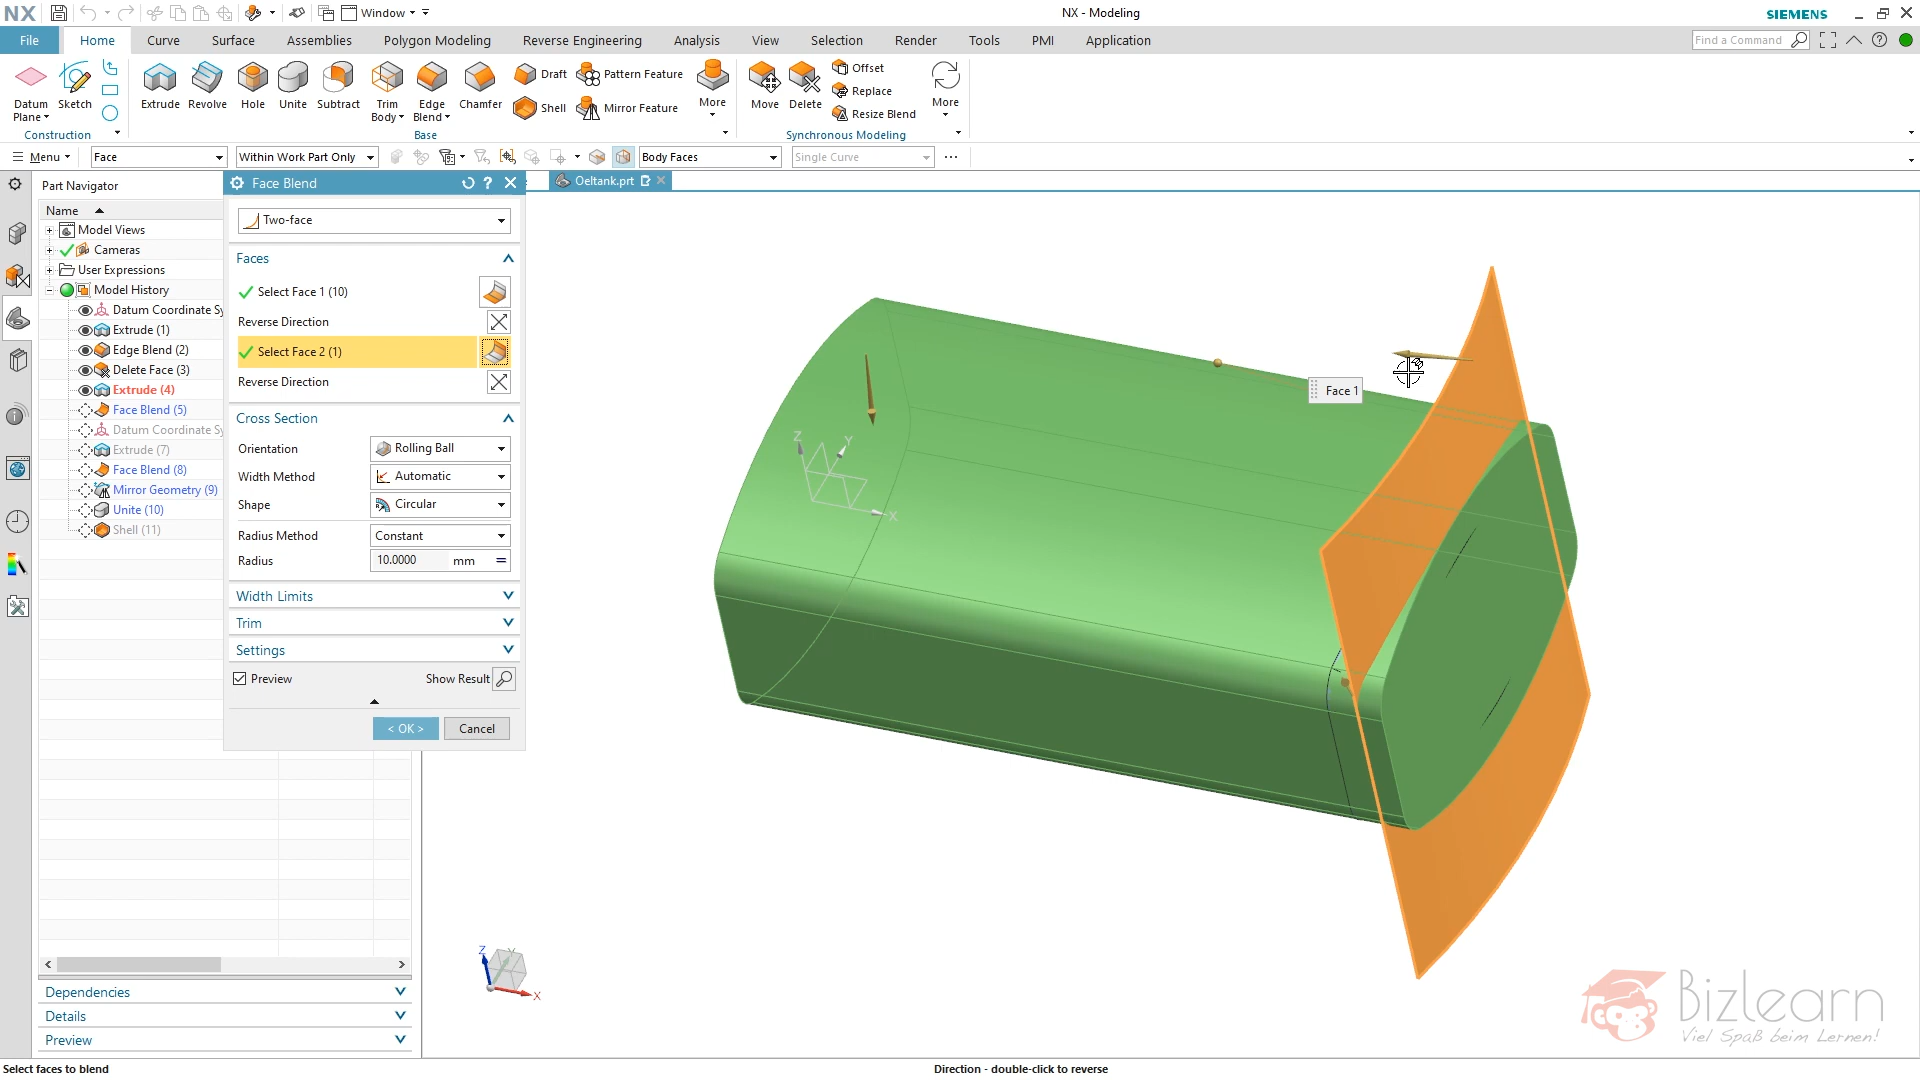 NX
Window
NX - Modeling
SIEMENS
File
Home
Curve
Surface
Assemblies
Polygon Modeling
Reverse Engineering
Analysis
View
Selection
Render
Tools
PMI
Application
Find a Command
Datum
Plane
Sketch
Extrude
Revolve
Hole
Unite
Subtract
Trim
Body
Edge
Blend
Chamfer
Draft
Shell
Pattern Feature
Mirror Feature
More
Move
Delete
Offset
Replace
Resize Blend
More
Construction
Base
Synchronous Modeling
Menu
Face
Within Work Part Only
Body Faces
Single Curve
Part Navigator
Name
Model Views
Cameras
User Expressions
Model History
Datum Coordinate Sy
Extrude (1)
Edge Blend (2)
Delete Face (3)
Extrude (4)
Face Blend (5)
Datum Coordinate Sy
Extrude (7)
Face Blend (8)
Mirror Geometry (9)
Unite (10)
Shell (11)
Dependencies
Details
Preview
Face Blend
Two-face
Faces
Select Face 1 (10)
Reverse Direction
Select Face 2 (1)
Reverse Direction
Cross Section
Orientation
Rolling Ball
Width Method
Automatic
Shape
Circular
Radius Method
Constant
Radius
10.0000
mm
Width Limits
Trim
Settings
Preview
Show Result
< OK >
Cancel
Oeltank.prt
Face 1
Z
Y
X
Z
Y
X
Bizlearn
Viel Spaß beim Lernen!
Select faces to blend
Direction - double-click to reverse